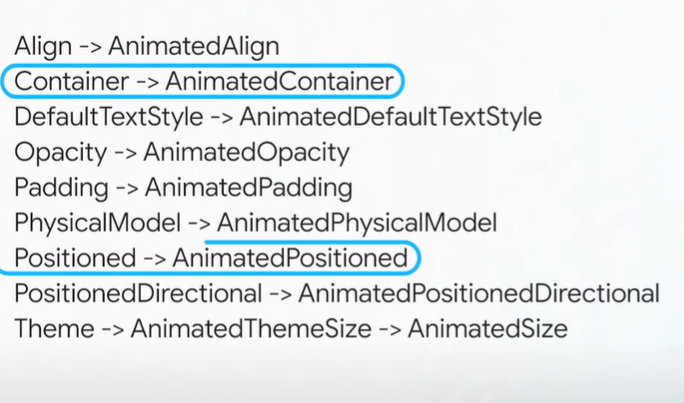 Align -> AnimatedAlign
Container -> AnimatedContainer
DefaultTextStyle -> AnimatedDefaultTextStyle
Opacity -> AnimatedOpacity
Padding -> AnimatedPadding
PhysicalModel -> AnimatedPhysicalModel
Positioned -> AnimatedPositioned
PositionedDirectional -> AnimatedPositionedDirectional
Theme -> AnimatedThemeSize -> AnimatedSize